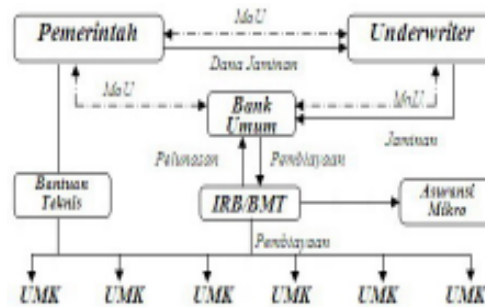 MoU
Pemerintah
Underwriter
Dana Jaminan
MoU
MoU
Bank
Umum
Jaminan
Pelunasan
Pembiayaan
Bantuan
Teknis
IRB/BMT
Asuransi
Mikro
Pembiayaan
UMK UMK UMK UMK UMK UMK